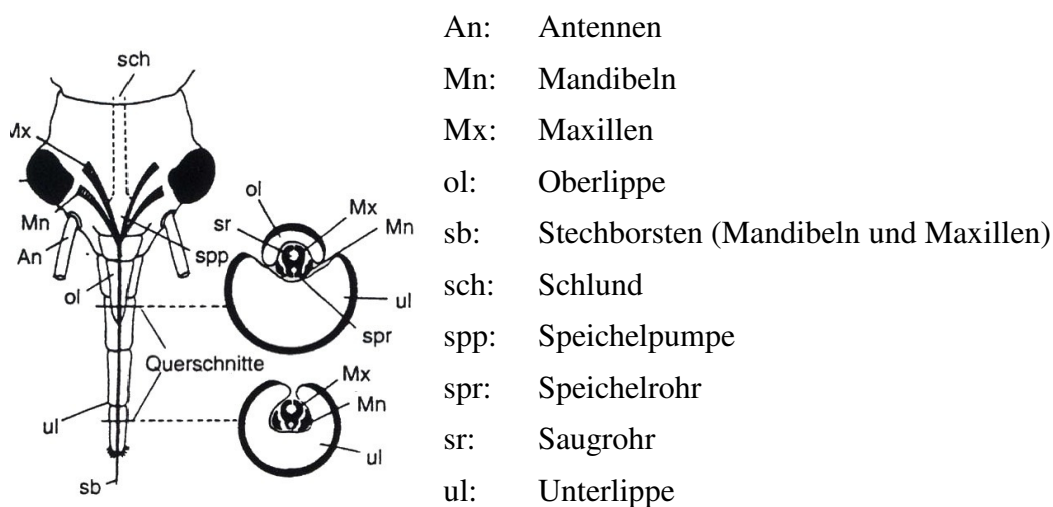 sch
Mx
Mn
An
ol
spp
Querschnitte
ul
sb
ol
sr
Mx
Mn
ul
spr
Mx
Mn
ul
An: Antennen
Mn: Mandibeln
Mx: Maxillen
ol: Oberlippe
sb: Stechborsten (Mandibeln und Maxillen)
sch: Schlund
spp: Speichelpumpe
spr: Speichelrohr
sr: Saugrohr
ul: Unterlippe